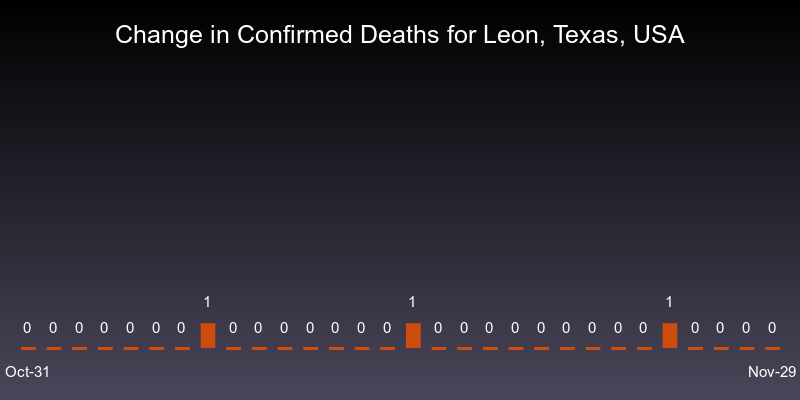 Change in Confirmed Deaths for Leon, Texas, USA
1 1 1
0 0 0 0 0 0 0 0 0 0 0 0 0 0 0 0 0 0 0 0 0 0 0 0 0 0 0
Oct-31 Nov-29